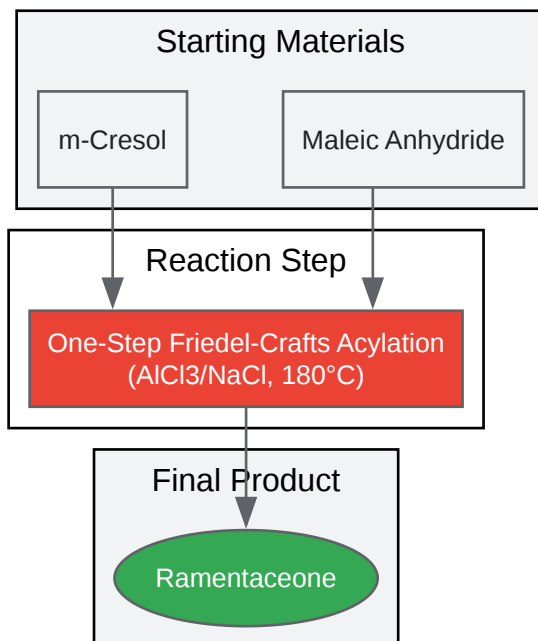 Starting Materials
m-Cresol
Maleic Anhydride
Reaction Step
One-Step Friedel-Crafts Acylation
(AlCl3/NaCl, 180°C)
Final Product
Ramentaceone